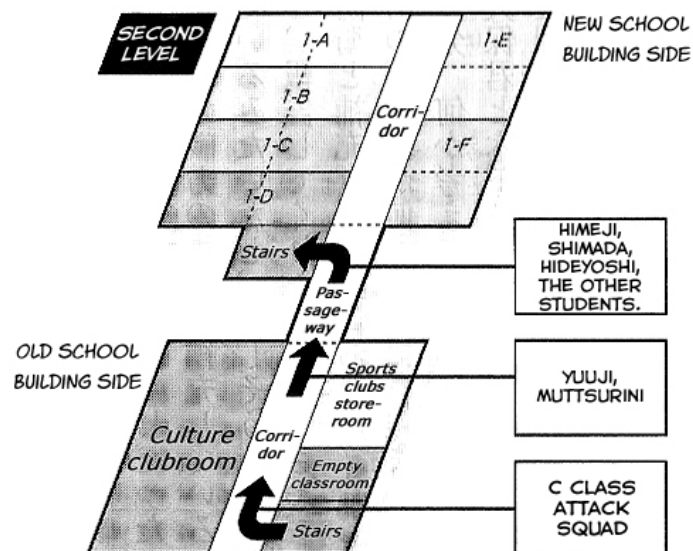 SECOND
LEVEL
NEW SCHOOL
BUILDING SIDE
1-A
1-E
1-B
Corri-
dor
1-C
1-F
1-D
Stairs
HIMEJI,
SHIMADA,
HIDEYOSHI,
THE OTHER
STUDENTS.
Pas-
sage-
way
OLD SCHOOL
BUILDING SIDE
Sports
clubs
store-
room
YUUJI,
MUTTSURINI
Culture
clubroom
Corri-
dor
Empty
classroom
Stairs
C CLASS
ATTACK
SQUAD